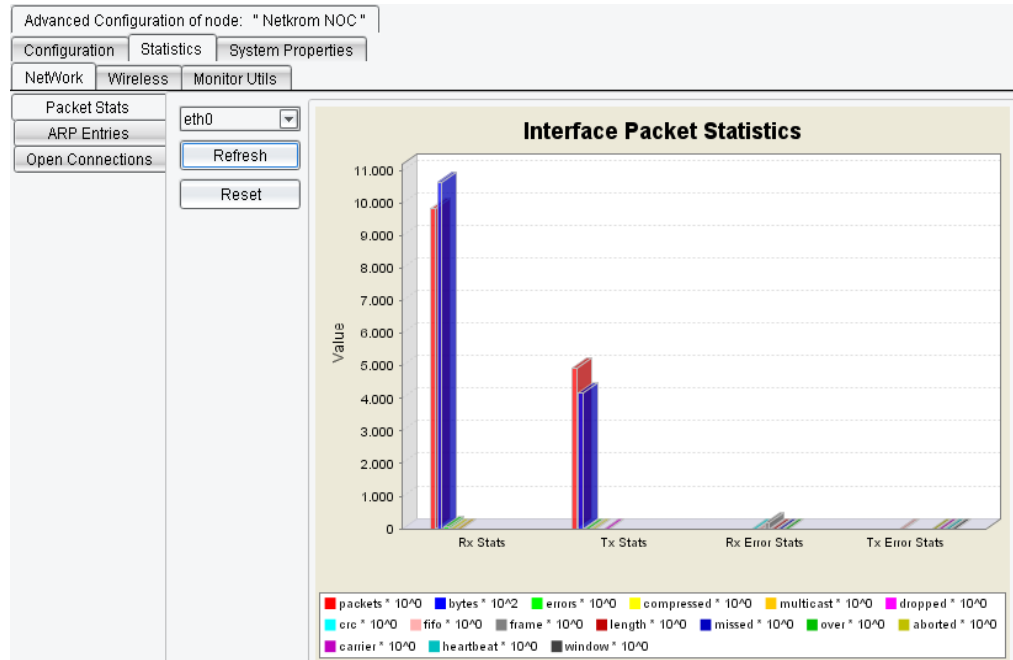 Advanced Configuration of node: "Netkrom NOC"
Configuration Statistics System Properties
NetWork Wireless Monitor Utils
Packet Stats
ARP Entries
Open Connections
eth0
Refresh
Reset
Interface Packet Statistics
Value
11.000
10.000
9.000
8.000
7.000
6.000
5.000
4.000
3.000
2.000
1.000
0
Rx Stats Tx Stats Rx Error Stats Tx Error Stats
packets * 10^0 bytes * 10^2 errors * 10^0 compressed * 10^0 multicast * 10^0 dropped * 10^0
crc * 10^0 fifo * 10^0 frame * 10^0 length * 10^0 missed * 10^0 over * 10^0 aborted * 10^0
carrier * 10^0 heartbeat * 10^0 window * 10^0